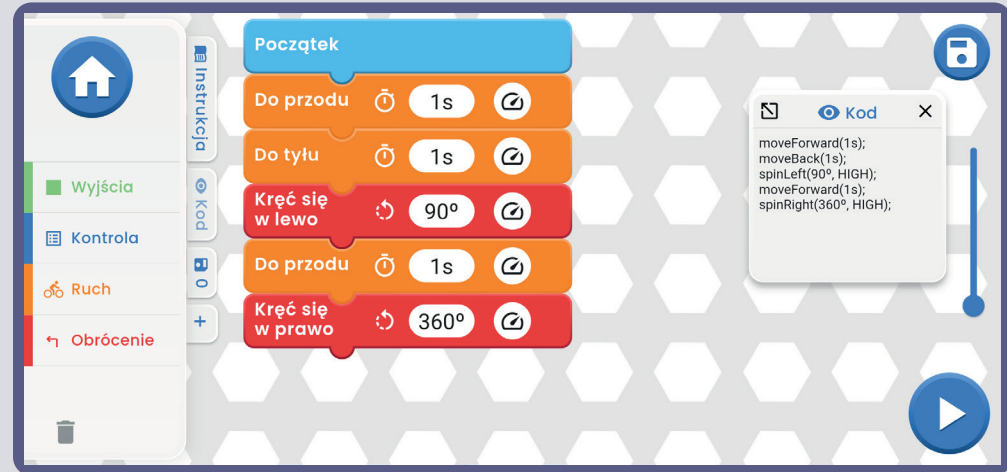 Wyjścia
Kontrola
Ruch
Obrócenie
Instrukcja
Kod
0
+
Początek
Do przodu 1s
Do tyłu 1s
Kręć się
w lewo 90º
Do przodu 1s
Kręć się
w prawo 360º
Kod
moveForward(1s);
moveBack(1s);
spinLeft(90º, HIGH);
moveForward(1s);
spinRight(360º, HIGH);